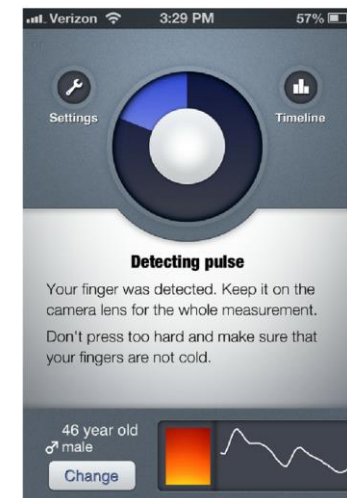 Verizon 3:29 PM 57%
Settings Timeline
Detecting pulse
Your finger was detected. Keep it on the
camera lens for the whole measurement.
Don't press too hard and make sure that
your fingers are not cold.
46 year old
♂ male
Change